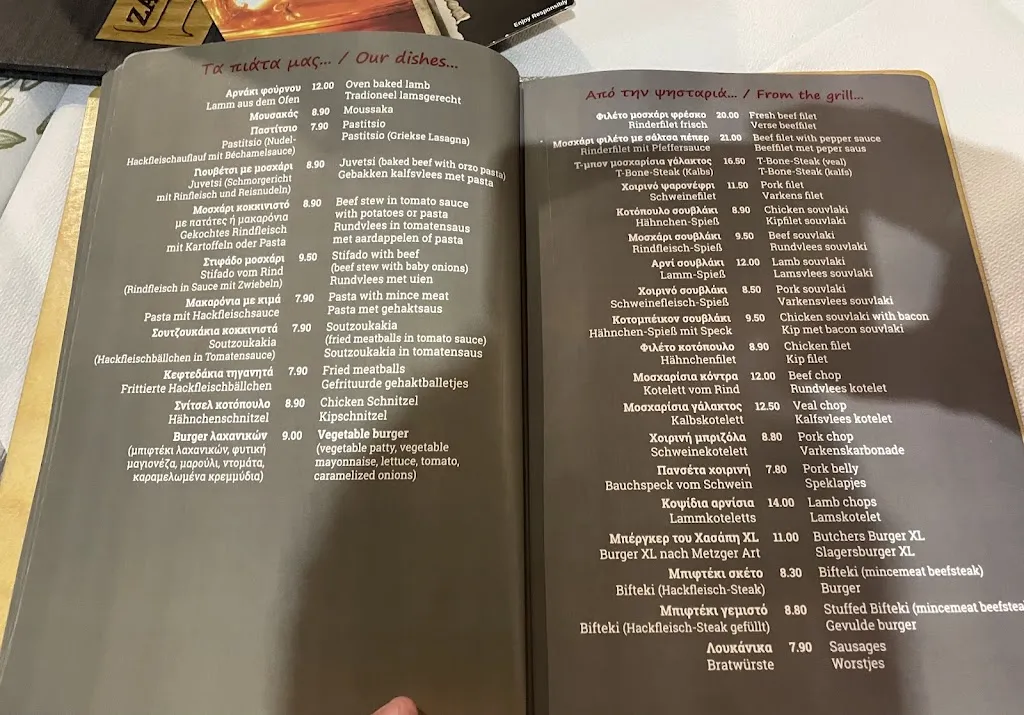 Z.A
Enjoy Responsibly
Τα πιάτα μας... / Our dishes...
Αρνάκι φούρνου 12.00 Oven baked lamb
Lamm aus dem Ofen Tradioneel lamsgerecht
Μουσακάς 8.90 Moussaka
Παστίτσιο 7.90 Pastitsio
Pastitsio (Nudel- Pastitsio (Griekse Lasagna)
Hackfleischauflauf mit Béchamelsauce)
Γιουβέτσι με μοσχάρι 8.90 Juvetsi (baked beef with orzo pasta)
Juvetsi (Schmorgericht Gebakken kalfsvlees met pasta
mit Rinfleisch und Reisnudeln)
Μοσχάρι κοκκινιστό 8.90 Beef stew in tomato sauce
με πατάτες ή μακαρόνια with potatoes or pasta
Gekochtes Rindfleisch Rundvlees in tomatensaus
mit Kartoffeln oder Pasta met aardappelen of pasta
Στιφάδο μοσχάρι 9.50 Stifado with beef
Stifado vom Rind (beef stew with baby onions)
(Rindfleisch in Sauce mit Zwiebeln) Rundvlees met uien
Μακαρόνια με κιμά 7.90 Pasta with mince meat
Pasta mit Hackfleischsauce Pasta met gehaktsaus
Σουτζουκάκια κοκκινιστά 7.90 Soutzoukakia
Soutzoukakia (fried meatballs in tomato sauce)
(Hackfleischbällchen in Tomatensauce) Soutzoukakia in tomatensaus
Κεφτεδάκια τηγανητά 7.90 Fried meatballs
Frittierte Hackfleischbällchen Gefrituurde gehaktballetjes
Σνίτσελ κοτόπουλο 8.90 Chicken Schnitzel
Hähnchenschnitzel Kipschnitzel
Burger λαχανικών 9.00 Vegetable burger
(μπιφτέκι λαχανικών, φυτική (vegetable patty, vegetable
μαγιονέζα, μαρούλι, ντομάτα, mayonnaise, lettuce, tomato,
καραμελωμένα κρεμμύδια) caramelized onions)
Από την ψησταριά... / From the grill...
Φιλέτο μοσχάρι φρέσκο 20.00 Fresh beef filet
Rinderfilet frisch Verse beeffilet
Μοσχάρι φιλέτο με σάλτσα πέπερ 21.00 Beef filet with pepper sauce
Rinderfilet mit Pfeffersauce Beeffilet met peper saus
Τ-μπον μοσχαρίσια γάλακτος 16.50 T-Bone-Steak (veal)
T-Bone-Steak (Kalbs) T-Bone-Steak (kalfs)
Χοιρινό ψαρονέφρι 11.50 Pork filet
Schweinefilet Varkens filet
Κοτόπουλο σουβλάκι 8.90 Chicken souvlaki
Hähnchen-Spieß Kipfilet souvlaki
Μοσχάρι σουβλάκι 9.50 Beef souvlaki
Rindfleisch-Spieß Rundvlees souvlaki
Αρνί σουβλάκι 12.00 Lamb souvlaki
Lamm-Spieß Lamsvlees souvlaki
Χοιρινό σουβλάκι 8.50 Pork souvlaki
Schweinefleisch-Spieß Varkensvlees souvlaki
Κοτομπέικον σουβλάκι 9.50 Chicken souvlaki with bacon
Hähnchen-Spieß mit Speck Kip met bacon souvlaki
Φιλέτο κοτόπουλο 8.90 Chicken filet
Hähnchenfilet Kip filet
Μοσχαρίσια κόντρα 12.00 Beef chop
Kotelett vom Rind Rundvlees kotelet
Μοσχαρίσια γάλακτος 12.50 Veal chop
Kalbskotelett Kalfsvlees kotelet
Χοιρινή μπριζόλα 8.80 Pork chop
Schweinekotelett Varkenskarbonade
Πανσέτα χοιρινή 7.80 Pork belly
Bauchspeck vom Schwein Speklapjes
Κοψίδια αρνίσια 14.00 Lamb chops
Lammkoteletts Lamskotelet
Μπέργκερ του Χασάπη XL 11.00 Butchers Burger XL
Burger XL nach Metzger Art Slagersburger XL
Μπιφτέκι σκέτο 8.30 Bifteki (mincemeat beefsteak)
Bifteki (Hackfleisch-Steak) Burger
Μπιφτέκι γεμιστό 8.80 Stuffed Bifteki (mincemeat beefstea
Bifteki (Hackfleisch-Steak gefüllt) Gevulde burger
Λουκάνικα 7.90 Sausages
Bratwürste Worstjes